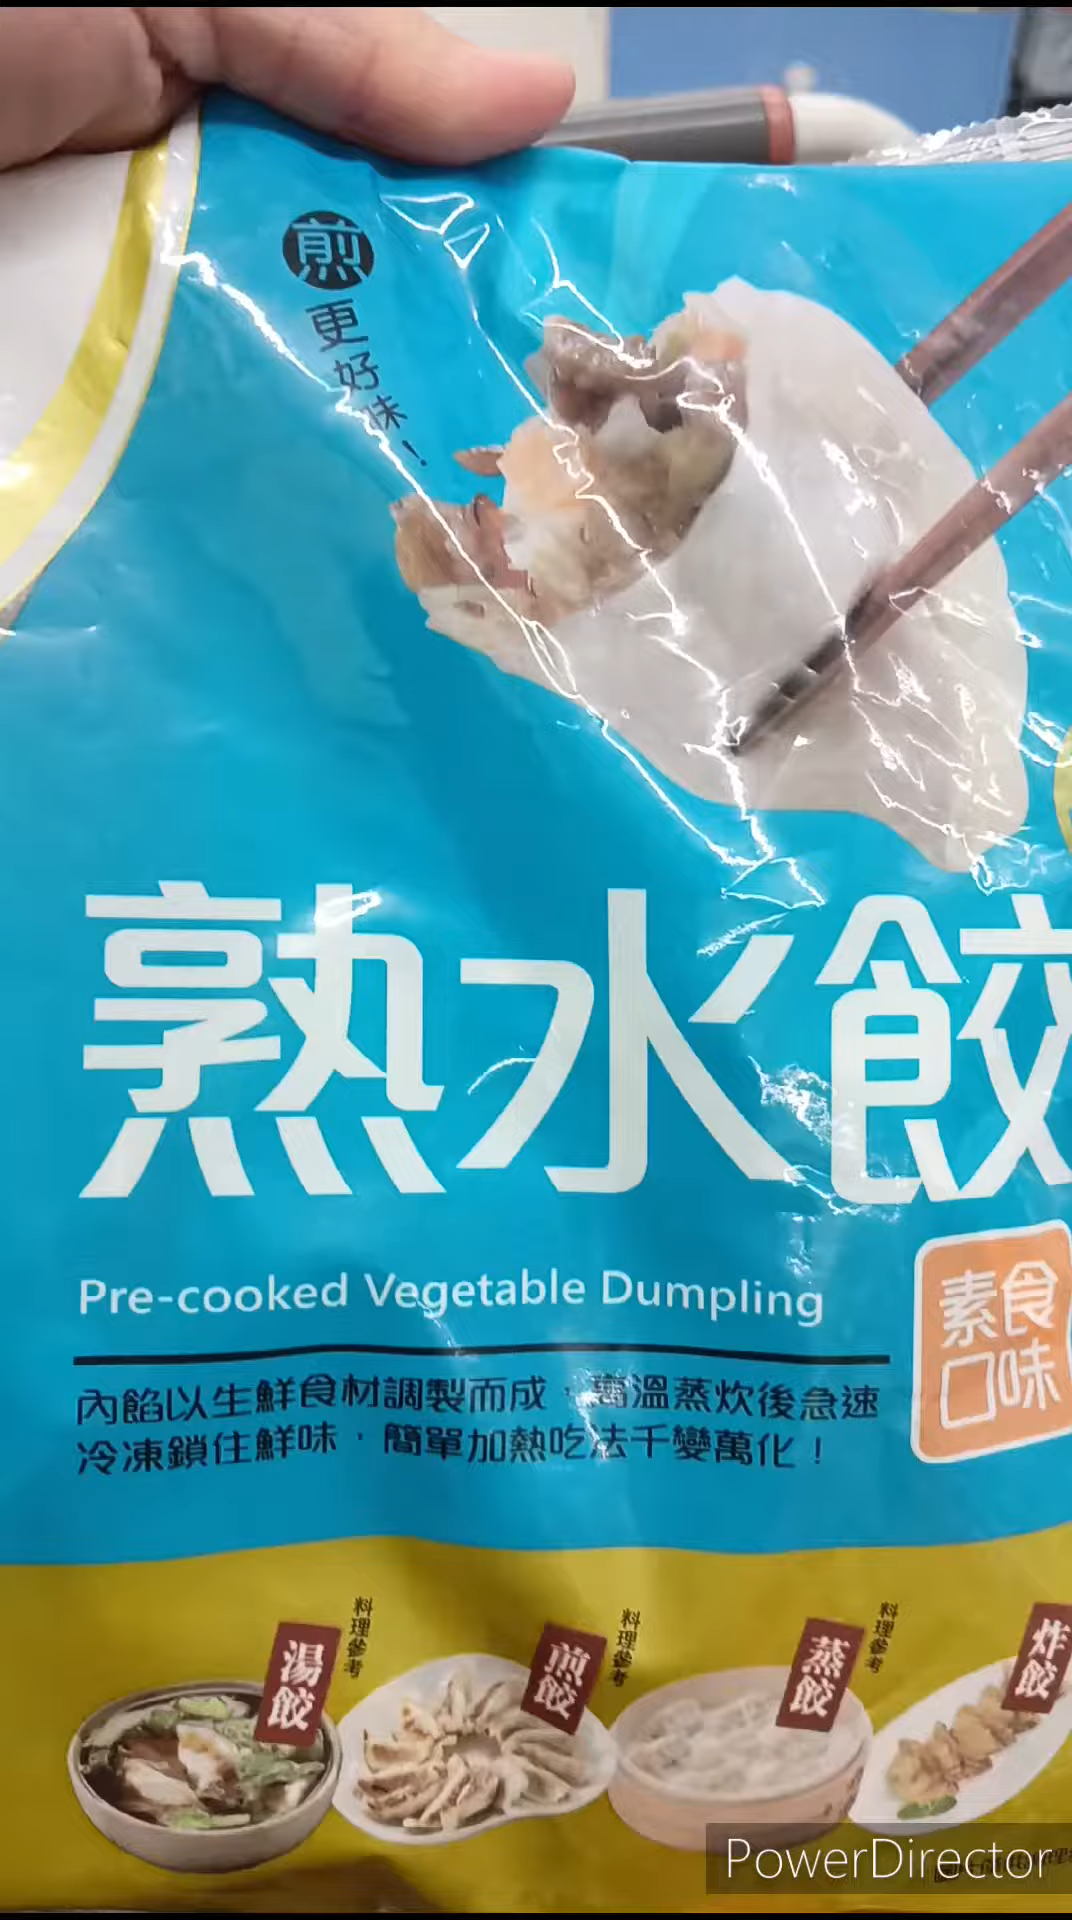 煎
更好味!
熟水餃
Pre-cooked Vegetable Dumpling
素食
口味
內餡以生鮮食材調製而成，高溫蒸炊後急速
冷凍鎖住鮮味，簡單加熱吃法千變萬化！
湯餃
料理參考
煎餃
料理參考
蒸餃
料理參考
炸餃
PowerDirector